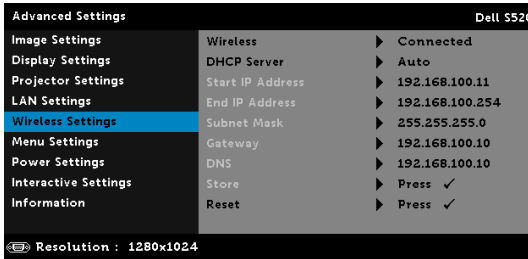 Advanced Settings Dell S520
Image Settings
Display Settings
Projector Settings
LAN Settings
Wireless Settings
Menu Settings
Power Settings
Interactive Settings
Information
Wireless Connected
DHCP Server Auto
Start IP Address 192.168.100.11
End IP Address 192.168.100.254
Subnet Mask 255.255.255.0
Gateway 192.168.100.10
DNS 192.168.100.10
Store Press ✓
Reset Press ✓
Resolution : 1280x1024